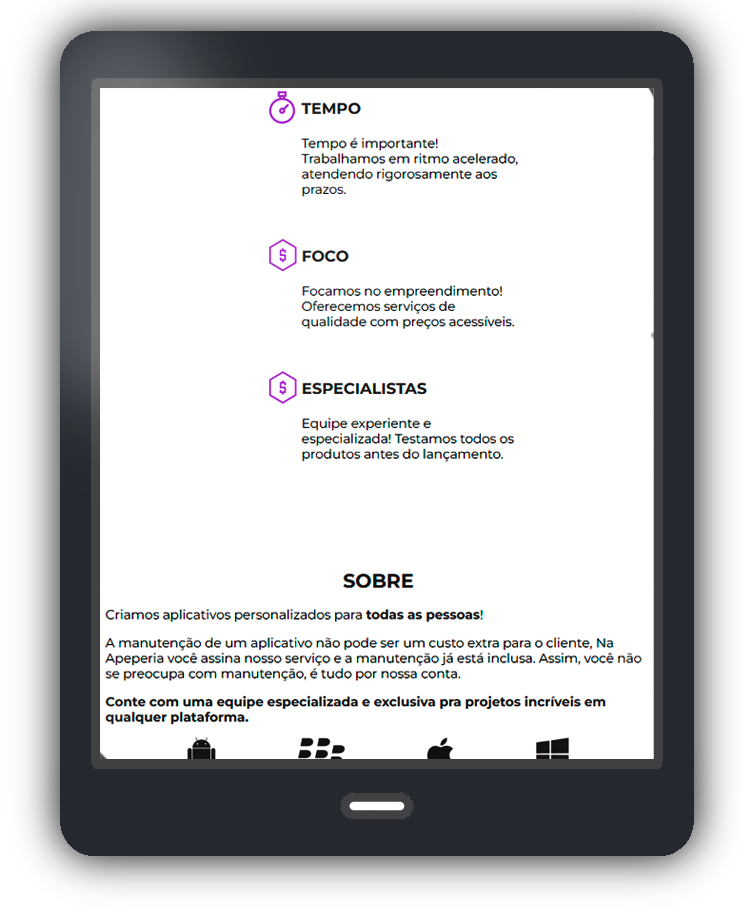 TEMPO
Tempo é importante!
Trabalhamos em ritmo acelerado,
atendendo rigorosamente aos
prazos.
FOCO
Focamos no empreendimento!
Oferecemos serviços de
qualidade com preços acessíveis.
ESPECIALISTAS
Equipe experiente e
especializada! Testamos todos os
produtos antes do lançamento.
SOBRE
Criamos aplicativos personalizados para todas as pessoas!
A manutenção de um aplicativo não pode ser um custo extra para o cliente, Na
Apeperia você assina nosso serviço e a manutenção já está inclusa. Assim, você não
se preocupa com manutenção, é tudo por nossa conta.
Conte com uma equipe especializada e exclusiva pra projetos incríveis em
qualquer plataforma.